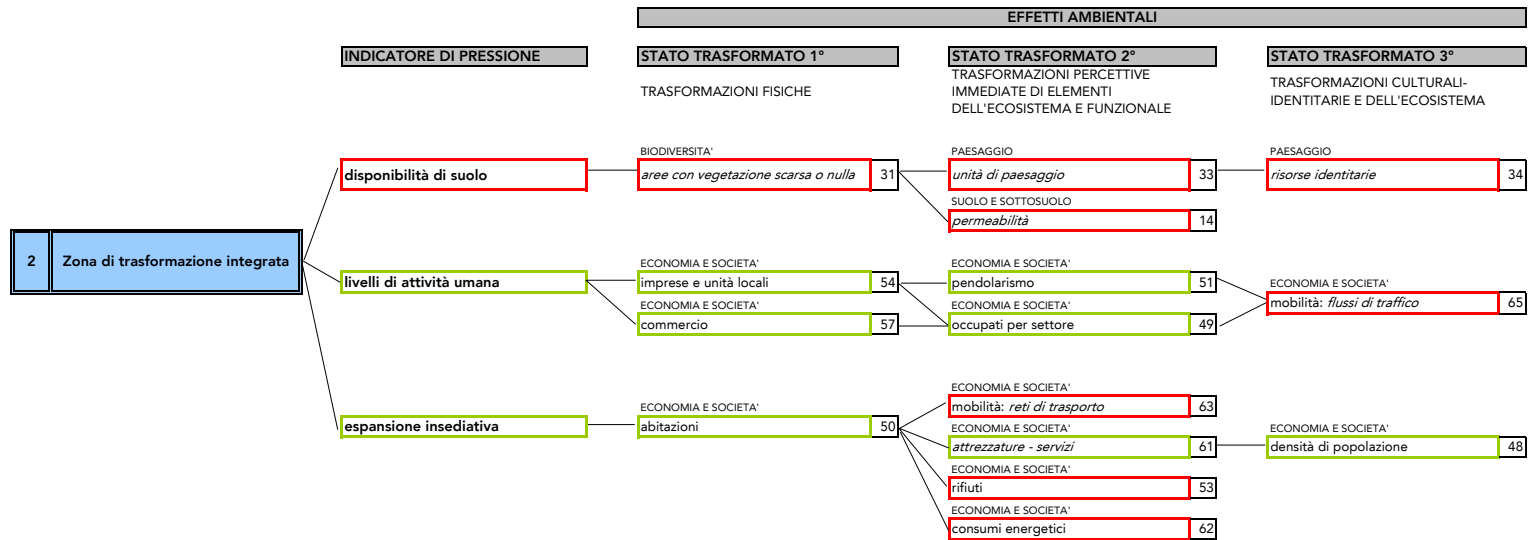 EFFETTI AMBIENTALI
INDICATORE DI PRESSIONE
STATO TRASFORMATO 1°
STATO TRASFORMATO 2°
STATO TRASFORMATO 3°
TRASFORMAZIONI FISICHE
TRASFORMAZIONI PERCETTIVE
IMMEDIATE DI ELEMENTI
DELL'ECOSISTEMA E FUNZIONALE
TRASFORMAZIONI CULTURALI-
IDENTITARIE E DELL'ECOSISTEMA
2 Zona di trasformazione integrata
disponibilità di suolo
BIODIVERSITA'
aree con vegetazione scarsa o nulla 31
PAESAGGIO
unità di paesaggio 33
PAESAGGIO
risorse identitarie 34
SUOLO E SOTTOSUOLO
permeabilità 14
livelli di attività umana
ECONOMIA E SOCIETA'
imprese e unità locali 54
ECONOMIA E SOCIETA'
pendolarismo 51
ECONOMIA E SOCIETA'
commercio 57
ECONOMIA E SOCIETA'
occupati per settore 49
ECONOMIA E SOCIETA'
mobilità: flussi di traffico 65
espansione insediativa
ECONOMIA E SOCIETA'
abitazioni 50
ECONOMIA E SOCIETA'
mobilità: reti di trasporto 63
ECONOMIA E SOCIETA'
attrezzature - servizi 61
ECONOMIA E SOCIETA'
densità di popolazione 48
ECONOMIA E SOCIETA'
rifiuti 53
ECONOMIA E SOCIETA'
consumi energetici 62